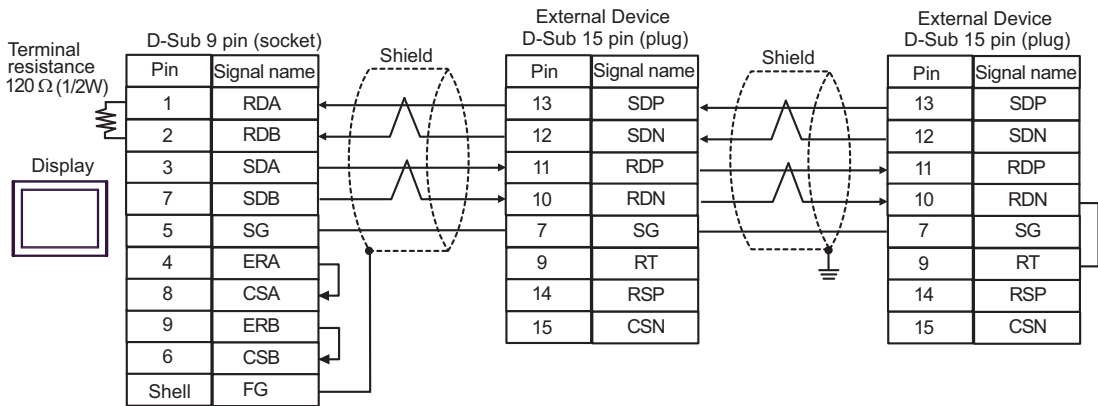 Terminal
resistance
120 Ω (1/2W)
Display
D-Sub 9 pin (socket)
Pin Signal name
1 RDA
2 RDB
3 SDA
7 SDB
5 SG
4 ERA
8 CSA
9 ERB
6 CSB
Shell FG
Shield
External Device
D-Sub 15 pin (plug)
Pin Signal name
13 SDP
12 SDN
11 RDP
10 RDN
7 SG
9 RT
14 RSP
15 CSN
Shield
External Device
D-Sub 15 pin (plug)
Pin Signal name
13 SDP
12 SDN
11 RDP
10 RDN
7 SG
9 RT
14 RSP
15 CSN